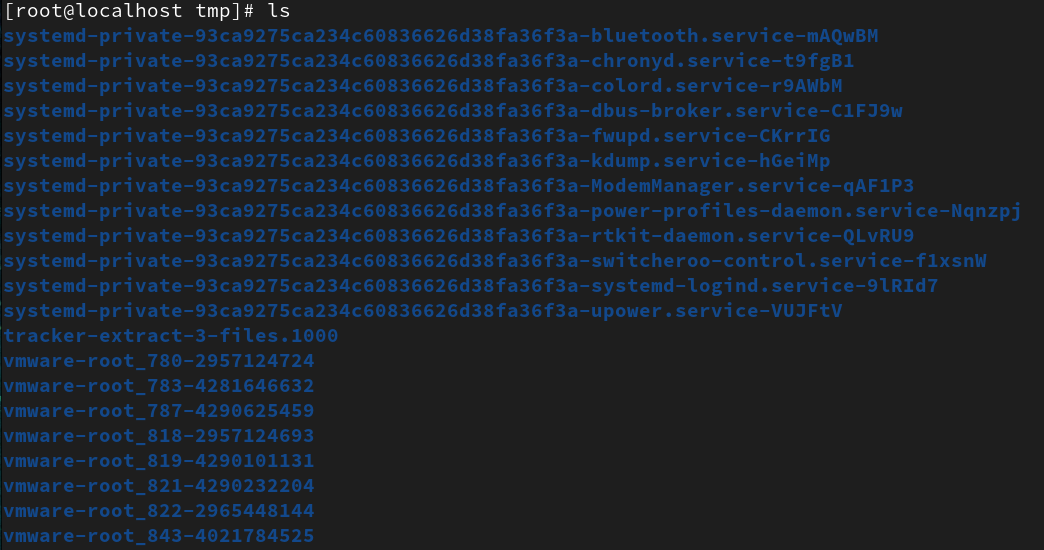 [root@localhost tmp]# ls
systemd-private-93ca9275ca234c60836626d38fa36f3a-bluetooth.service-mAQwBM
systemd-private-93ca9275ca234c60836626d38fa36f3a-chronyd.service-t9fgB1
systemd-private-93ca9275ca234c60836626d38fa36f3a-colord.service-r9AWbM
systemd-private-93ca9275ca234c60836626d38fa36f3a-dbus-broker.service-C1FJ9w
systemd-private-93ca9275ca234c60836626d38fa36f3a-fwupd.service-CKrrIG
systemd-private-93ca9275ca234c60836626d38fa36f3a-kdump.service-hGeiMp
systemd-private-93ca9275ca234c60836626d38fa36f3a-ModemManager.service-qAF1P3
systemd-private-93ca9275ca234c60836626d38fa36f3a-power-profiles-daemon.service-Nqnzpj
systemd-private-93ca9275ca234c60836626d38fa36f3a-rtkit-daemon.service-QLvRU9
systemd-private-93ca9275ca234c60836626d38fa36f3a-switcheroo-control.service-f1xsnW
systemd-private-93ca9275ca234c60836626d38fa36f3a-systemd-logind.service-9lRId7
systemd-private-93ca9275ca234c60836626d38fa36f3a-upower.service-VUJFtV
tracker-extract-3-files.1000
vmware-root_780-2957124724
vmware-root_783-4281646632
vmware-root_787-4290625459
vmware-root_818-2957124693
vmware-root_819-4290101131
vmware-root_821-4290232204
vmware-root_822-2965448144
vmware-root_843-4021784525